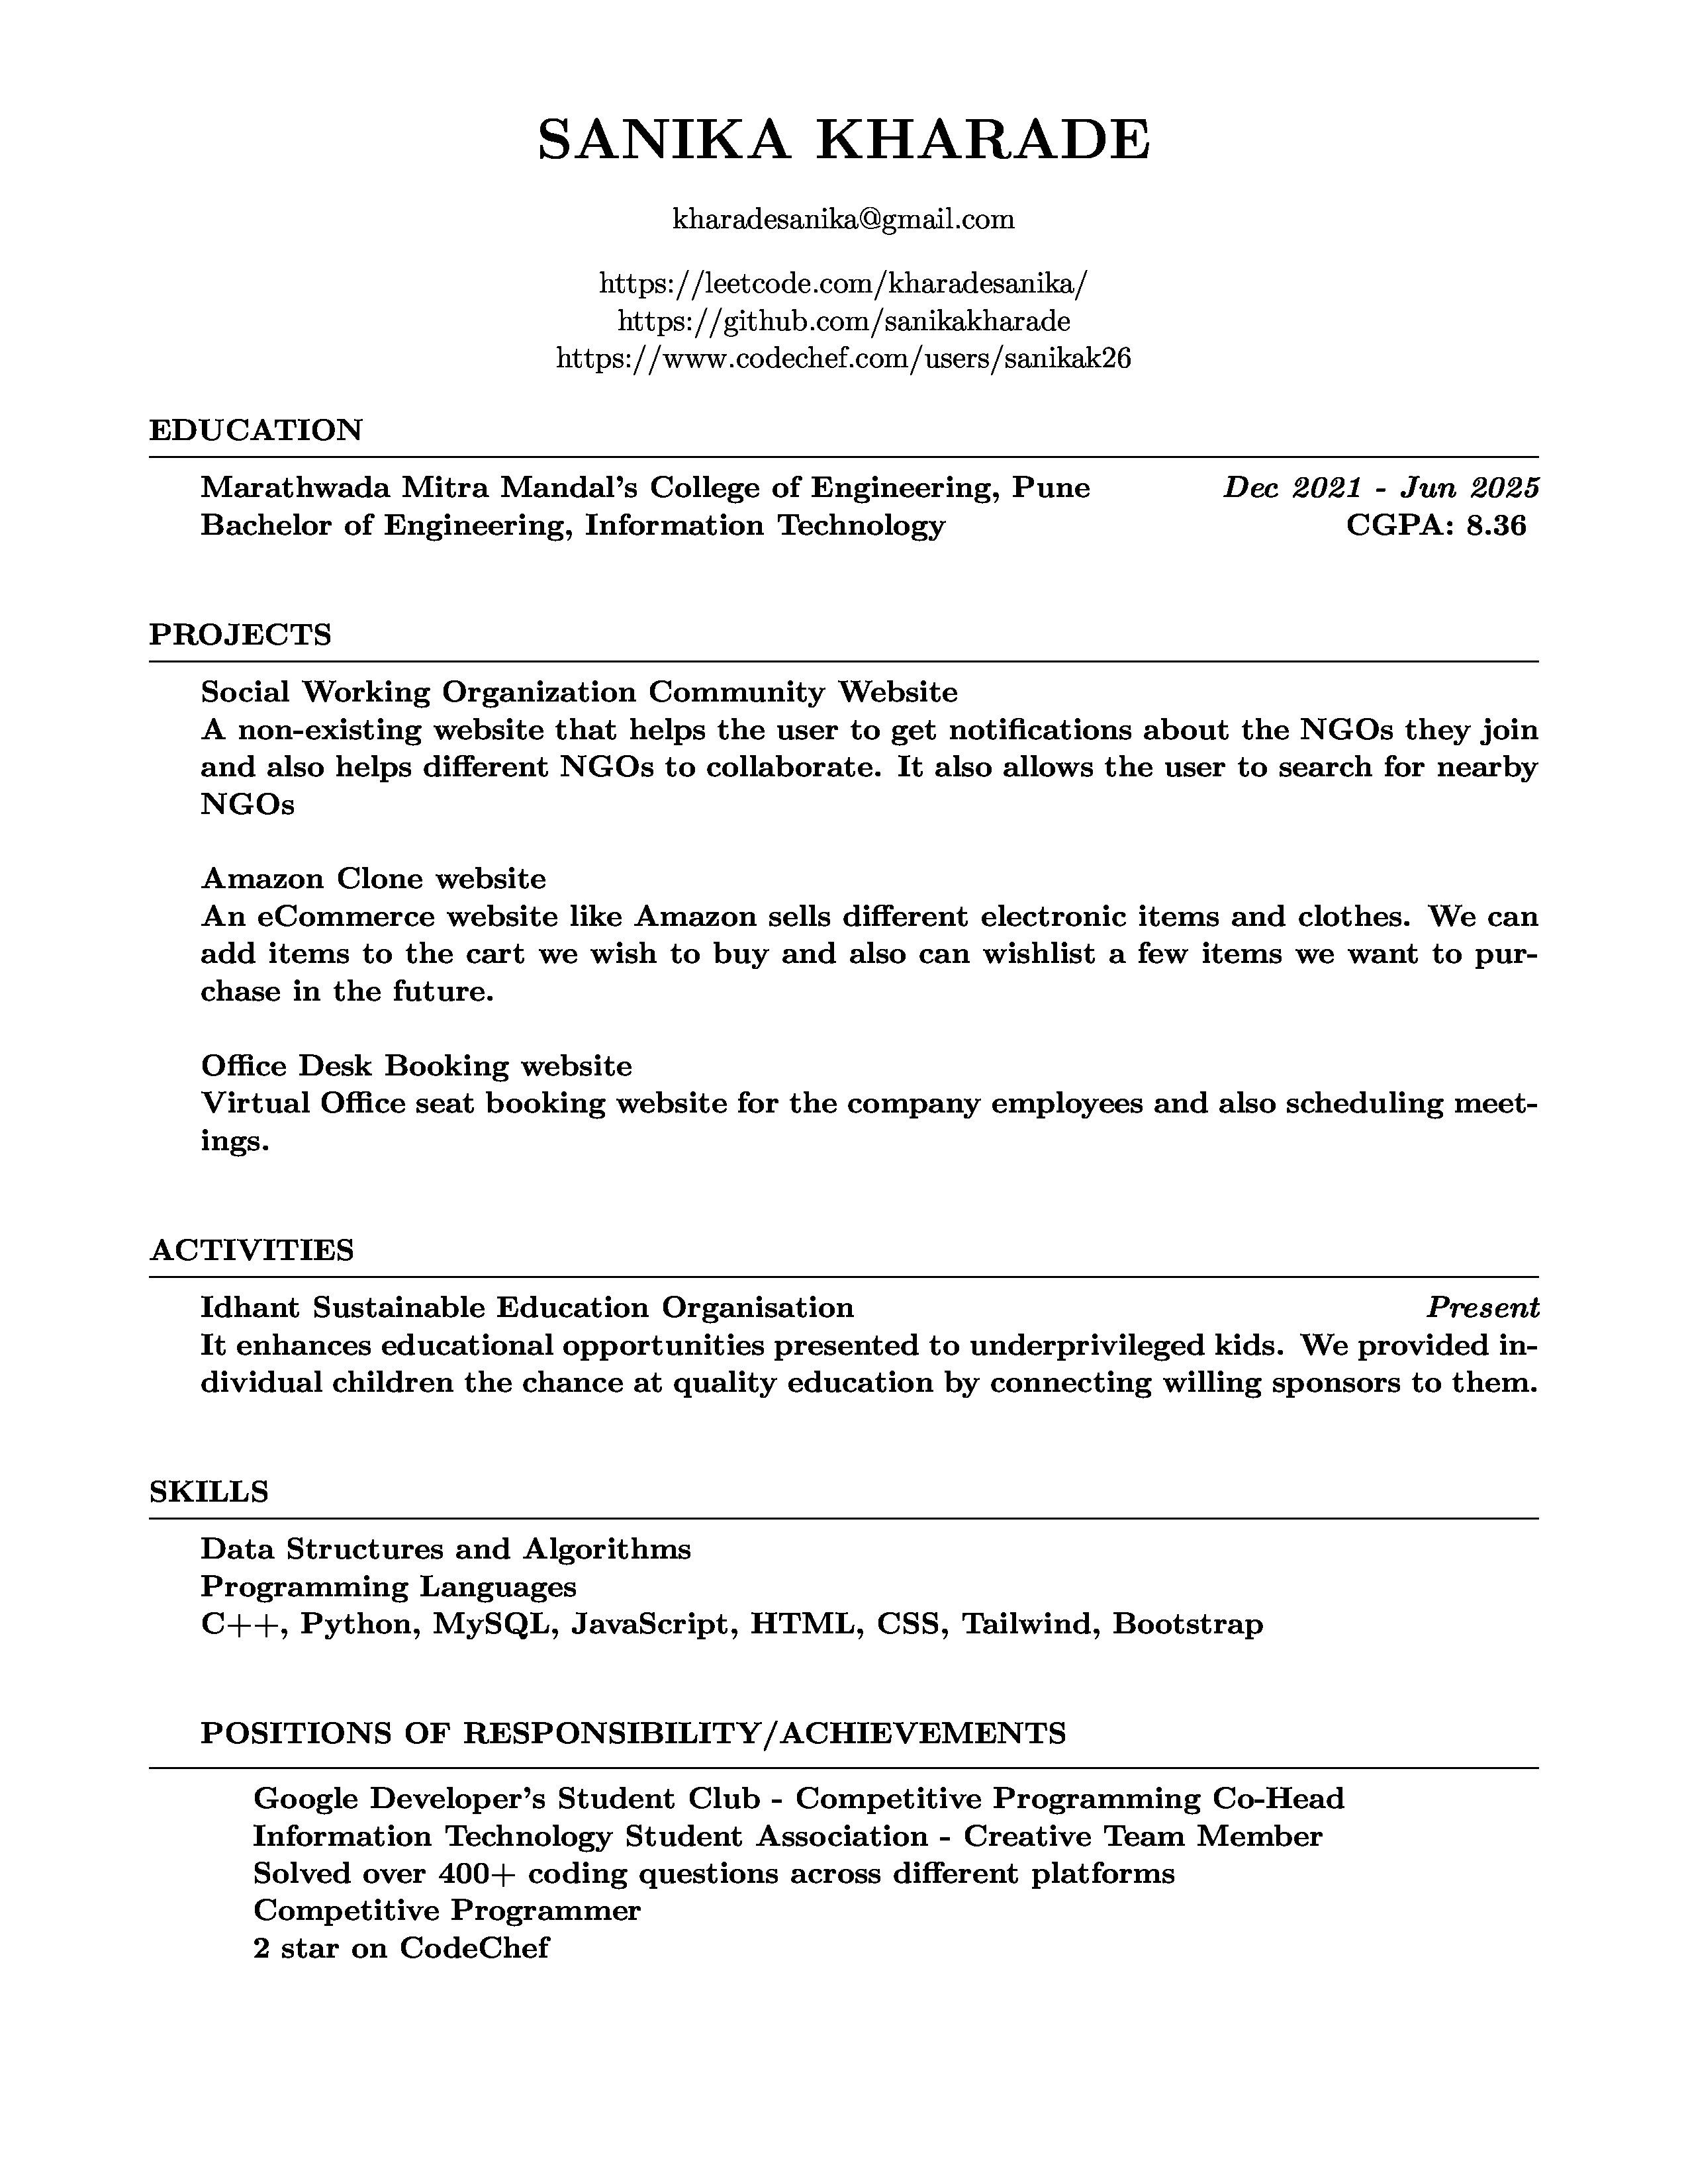 SANIKA KHARADE
kharadesanika@gmail.com
https://leetcode.com/kharadesanika/
https://github.com/sanikakharade
https://www.codechef.com/users/sanikak26
EDUCATION
Marathwada Mitra Mandal's College of Engineering, Pune Dec 2021 - Jun 2025
Bachelor of Engineering, Information Technology CGPA: 8.36
PROJECTS
Social Working Organization Community Website
A non-existing website that helps the user to get notifications about the NGOs they join
and also helps different NGOs to collaborate. It also allows the user to search for nearby
NGOs
Amazon Clone website
An eCommerce website like Amazon sells different electronic items and clothes. We can
add items to the cart we wish to buy and also can wishlist a few items we want to pur-
chase in the future.
Office Desk Booking website
Virtual Office seat booking website for the company employees and also scheduling meet-
ings.
ACTIVITIES
Idhant Sustainable Education Organisation Present
It enhances educational opportunities presented to underprivileged kids. We provided in-
dividual children the chance at quality education by connecting willing sponsors to them.
SKILLS
Data Structures and Algorithms
Programming Languages
C++, Python, MySQL, JavaScript, HTML, CSS, Tailwind, Bootstrap
POSITIONS OF RESPONSIBILITY/ACHIEVEMENTS
Google Developer's Student Club - Competitive Programming Co-Head
Information Technology Student Association - Creative Team Member
Solved over 400+ coding questions across different platforms
Competitive Programmer
2 star on CodeChef